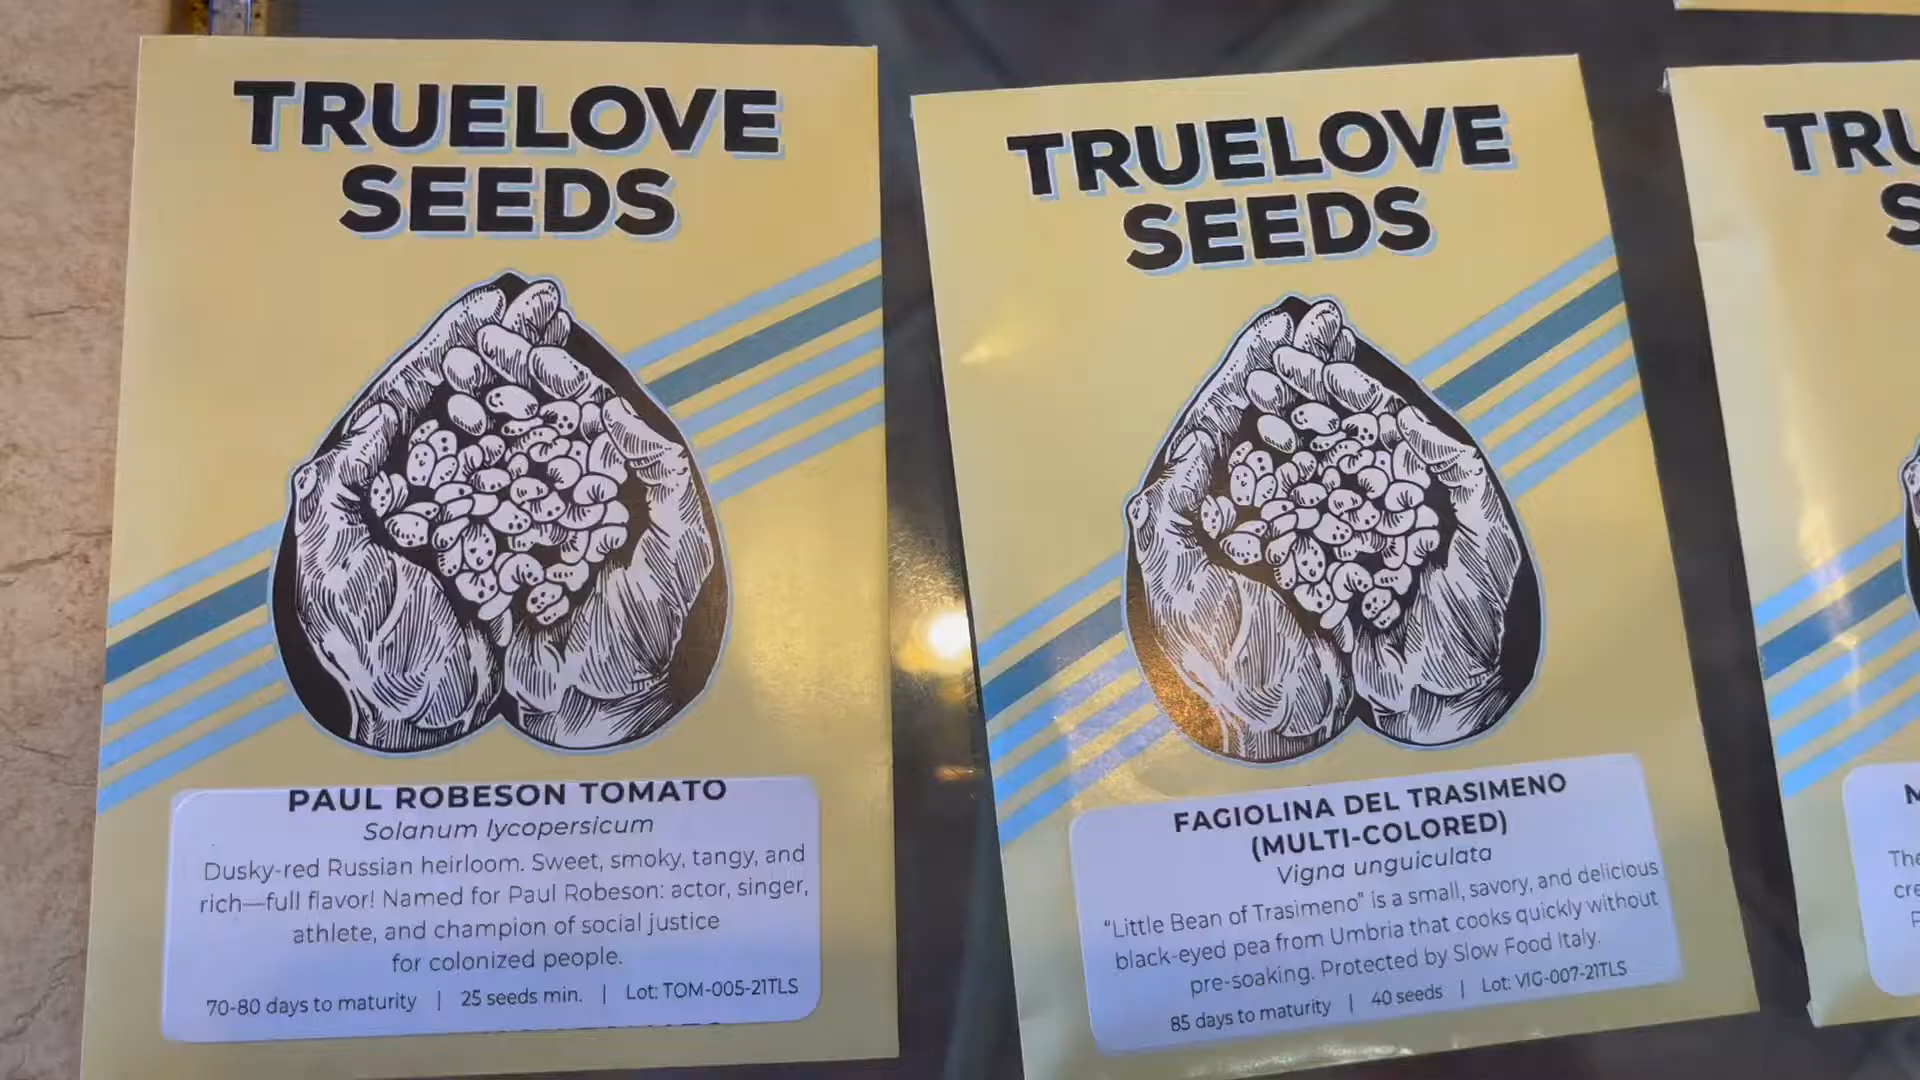 TRUELOVE
SEEDS
PAUL ROBESON TOMATO
Solanum lycopersicum
Dusky-red Russian heirloom. Sweet, smoky, tangy, and
rich—full flavor! Named for Paul Robeson: actor, singer,
athlete, and champion of social justice
for colonized people.
70-80 days to maturity | 25 seeds min. | Lot: TOM-005-21TLS
TRUELOVE
SEEDS
FAGIOLINA DEL TRASIMENO
(MULTI-COLORED)
Vigna unguiculata
"Little Bean of Trasimeno" is a small, savory, and delicious
black-eyed pea from Umbria that cooks quickly without
pre-soaking. Protected by Slow Food Italy.
85 days to maturity | 40 seeds | Lot: VIG-007-21TLS
TRU
S
M
The
cre